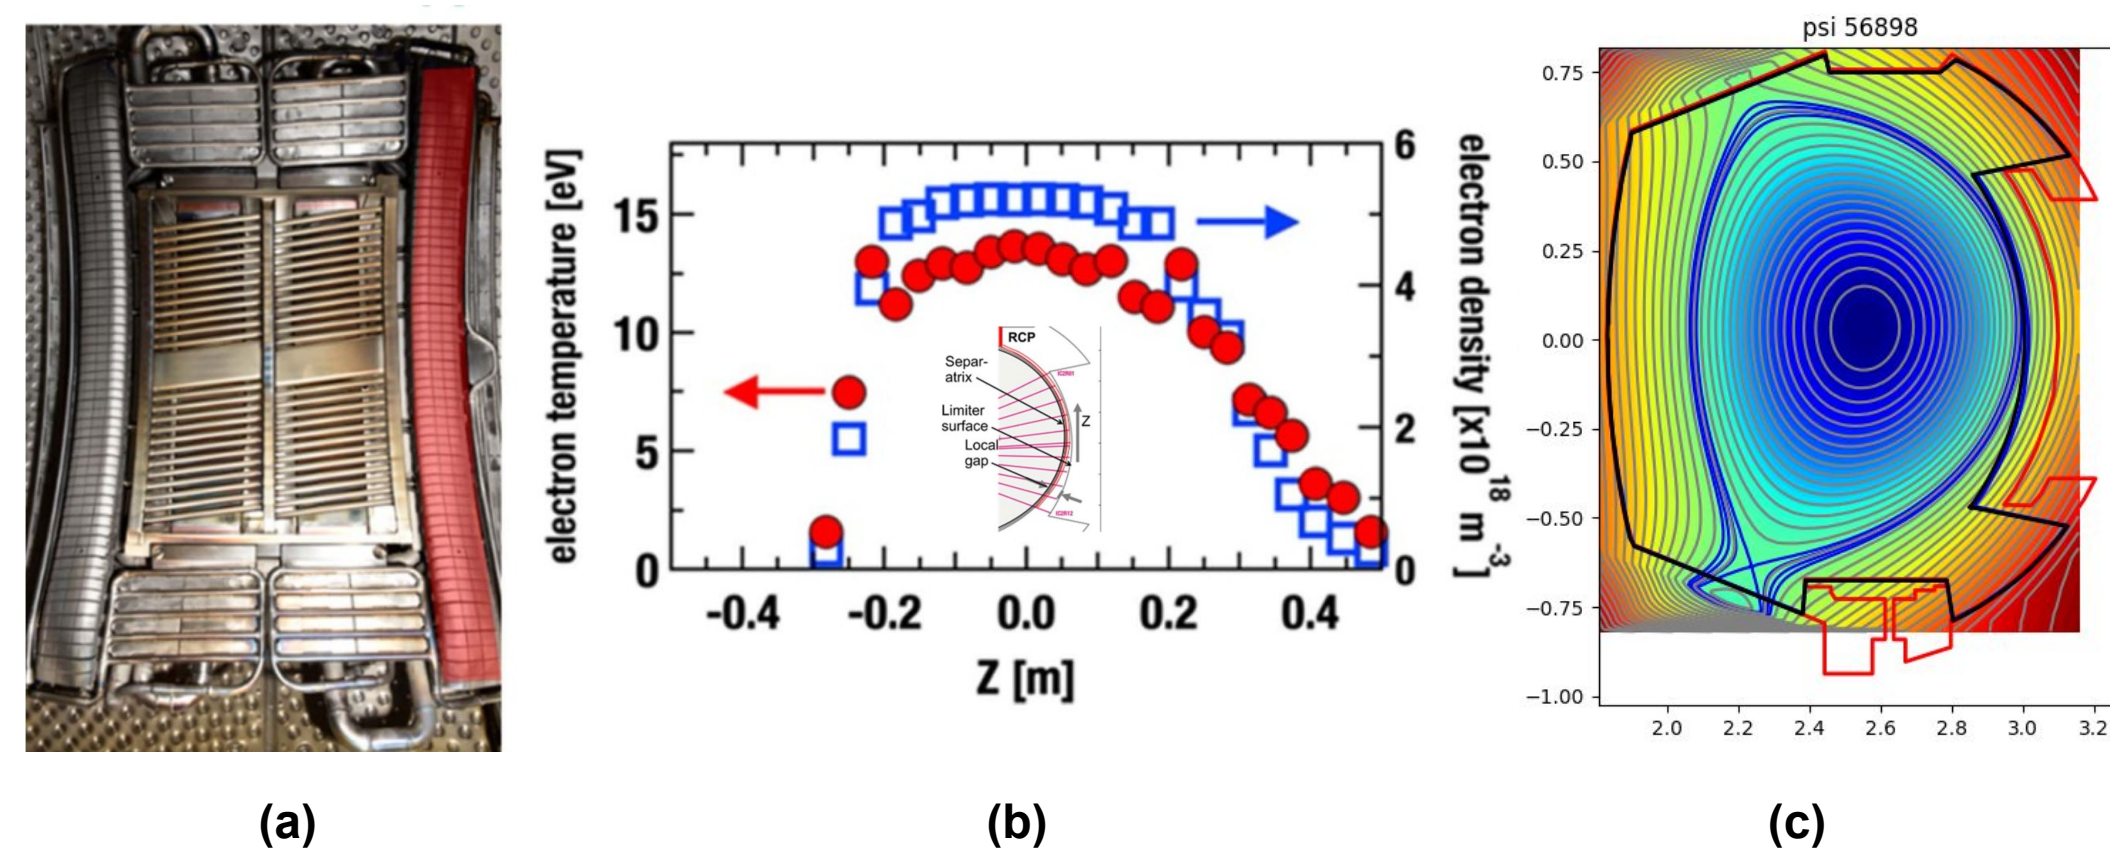 electron temperature [eV]
15
10
5
0
-0.4
-0.2
0.0
0.2
0.4
Z [m]
6
4
2
0
electron density [x10^18 m^-3]
RCP
Separ-
atrix
Limiter
surface
Local
gap
Z
IC2R01
IC2R12
psi 56898
0.75
0.50
0.25
0.00
−0.25
−0.50
−0.75
−1.00
2.0
2.2
2.4
2.6
2.8
3.0
3.2
(a)
(b)
(c)